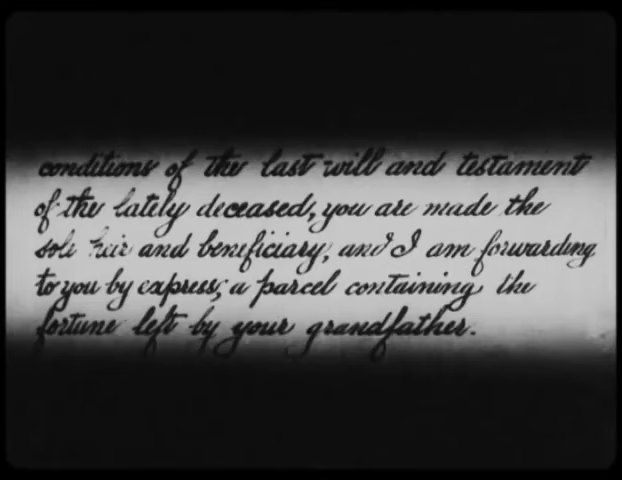 conditions of the last will and testament
of the lately deceased, you are made the
sole heir and beneficiary, and I am forwarding
to you by express, a parcel containing the
fortune left by your grandfather.